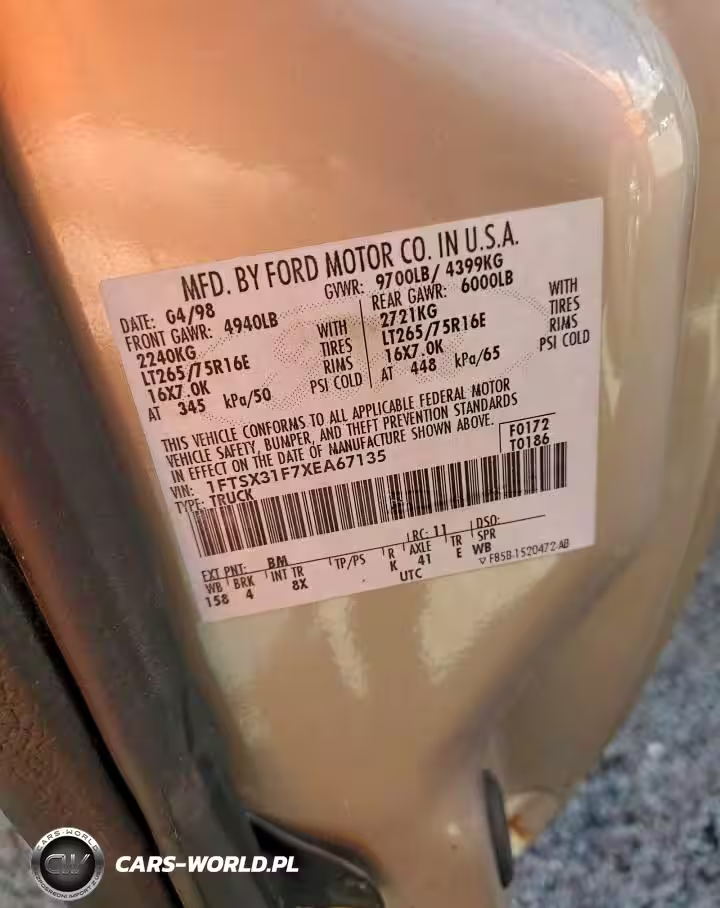 MFD. BY FORD MOTOR CO. IN U.S.A.
DATE: 04/98 GVWR: 9700LB/ 4399KG
FRONT GAWR: 4940LB REAR GAWR: 6000LB
2240KG WITH 2721KG WITH
LT265/75R16E TIRES LT265/75R16E TIRES
16X7.0K RIMS 16X7.0K RIMS
AT 345 kPa/50 PSI COLD AT 448 kPa/65 PSI COLD
THIS VEHICLE CONFORMS TO ALL APPLICABLE FEDERAL MOTOR
VEHICLE SAFETY, BUMPER, AND THEFT PREVENTION STANDARDS
IN EFFECT ON THE DATE OF MANUFACTURE SHOWN ABOVE.
VIN: 1FTSX31F7XEA67135 F0172
TYPE: TRUCK T0186
EXT PNT: BM LRC: 11 DSO:
WB BRK INT TR TP/PS R AXLE TR SPR
158 4 8X K 41 E WB
UTC ▽ F85B-1520472-AB
CARS-WORLD
CW
CARS-WORLD.PL